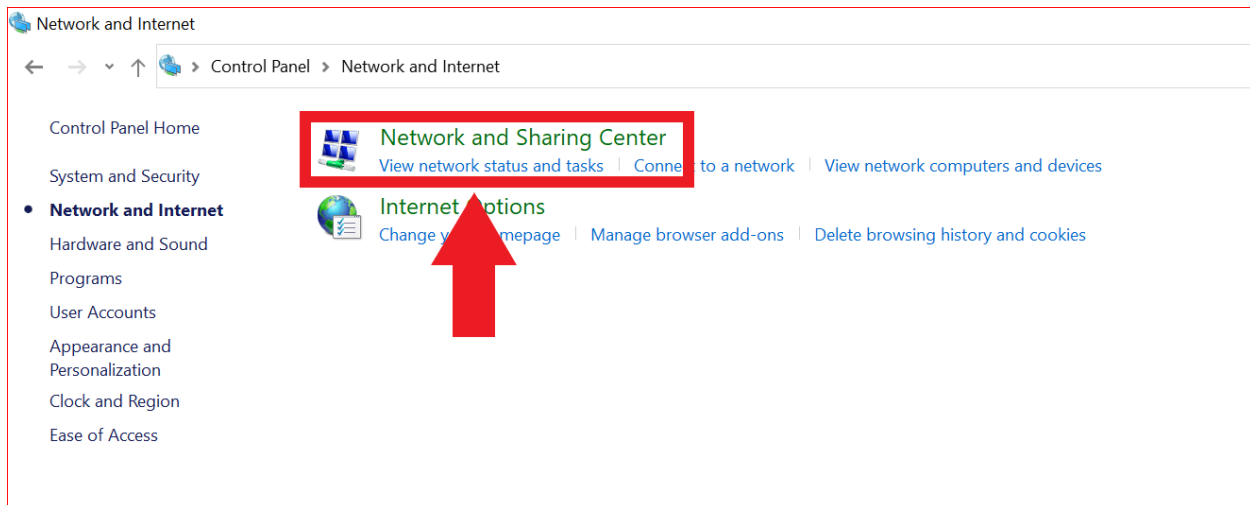 Network and Internet
Control Panel > Network and Internet
Control Panel Home
System and Security
Network and Internet
Hardware and Sound
Programs
User Accounts
Appearance and
Personalization
Clock and Region
Ease of Access
Network and Sharing Center
View network status and tasks Connect to a network View network computers and devices
Internet Options
Change homepage Manage browser add-ons Delete browsing history and cookies